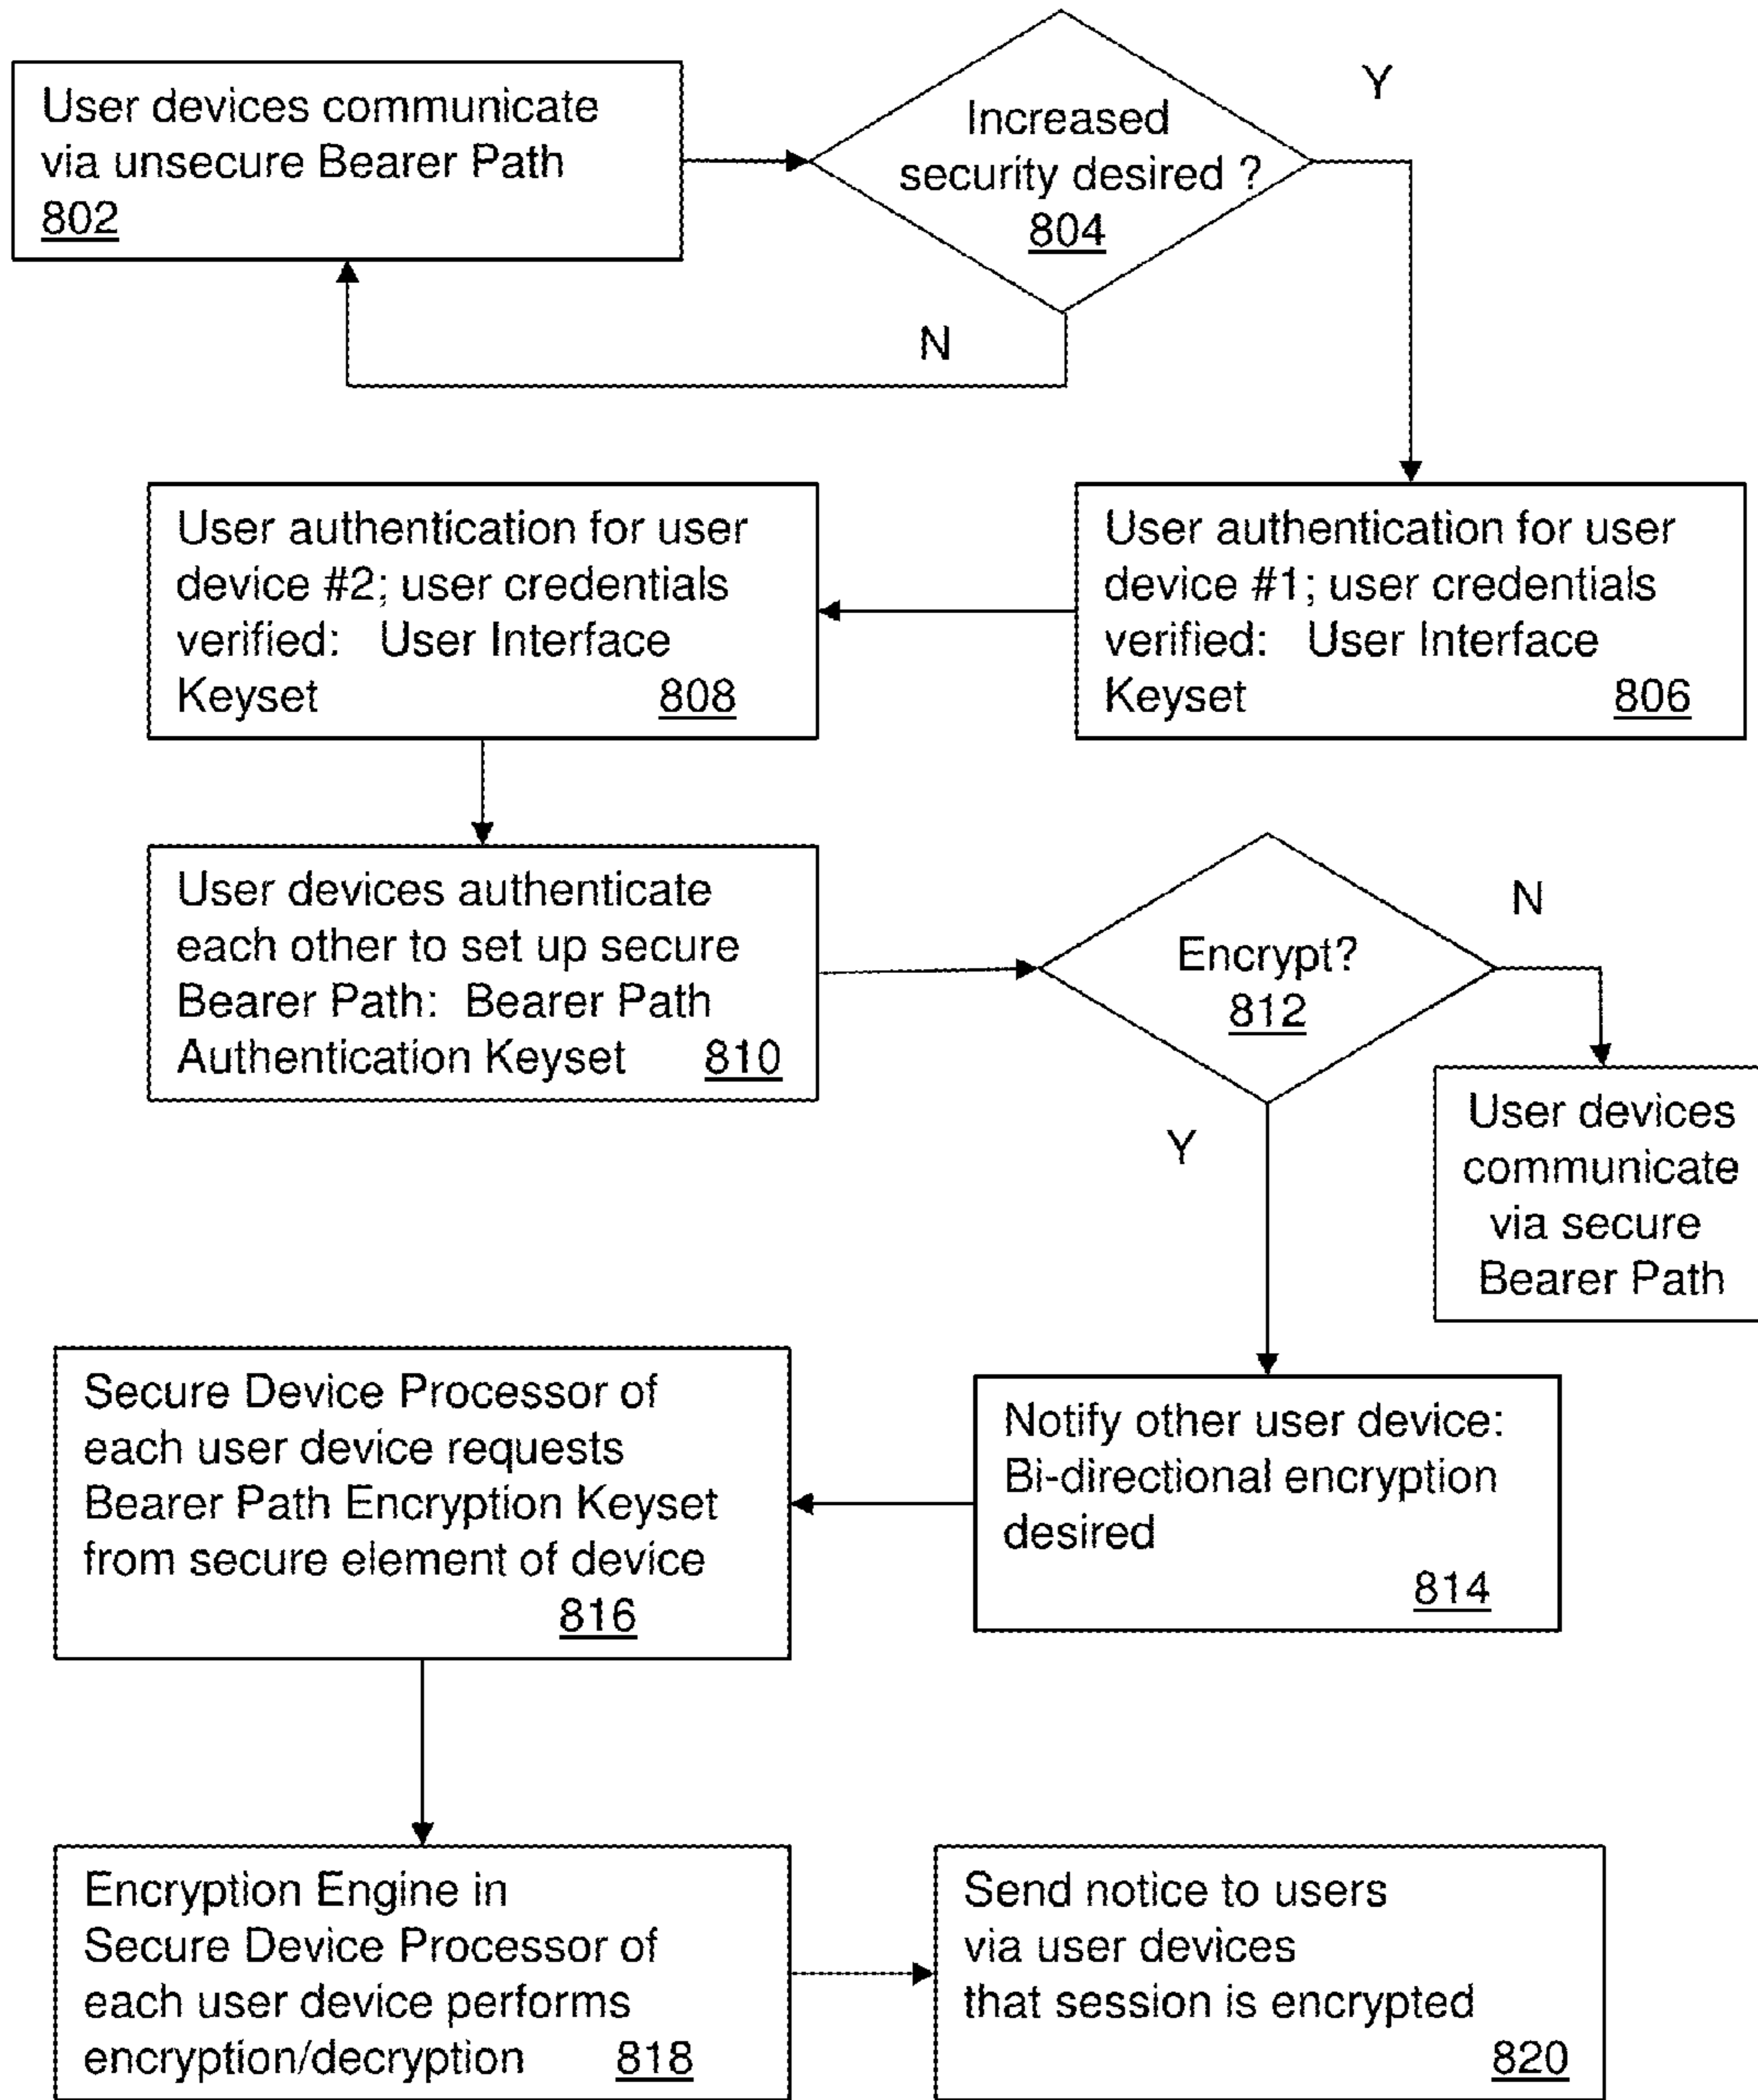 User devices communicate
via unsecure Bearer Path
802
Increased
security desired ?
804
Y
N
User authentication for user
device #1; user credentials
verified: User Interface
Keyset 806
User authentication for user
device #2; user credentials
verified: User Interface
Keyset 808
User devices authenticate
each other to set up secure
Bearer Path: Bearer Path
Authentication Keyset 810
Encrypt?
812
N
Y
User devices
communicate
via secure
Bearer Path
Notify other user device:
Bi-directional encryption
desired
814
Secure Device Processor of
each user device requests
Bearer Path Encryption Keyset
from secure element of device
816
Encryption Engine in
Secure Device Processor of
each user device performs
encryption/decryption 818
Send notice to users
via user devices
that session is encrypted
820